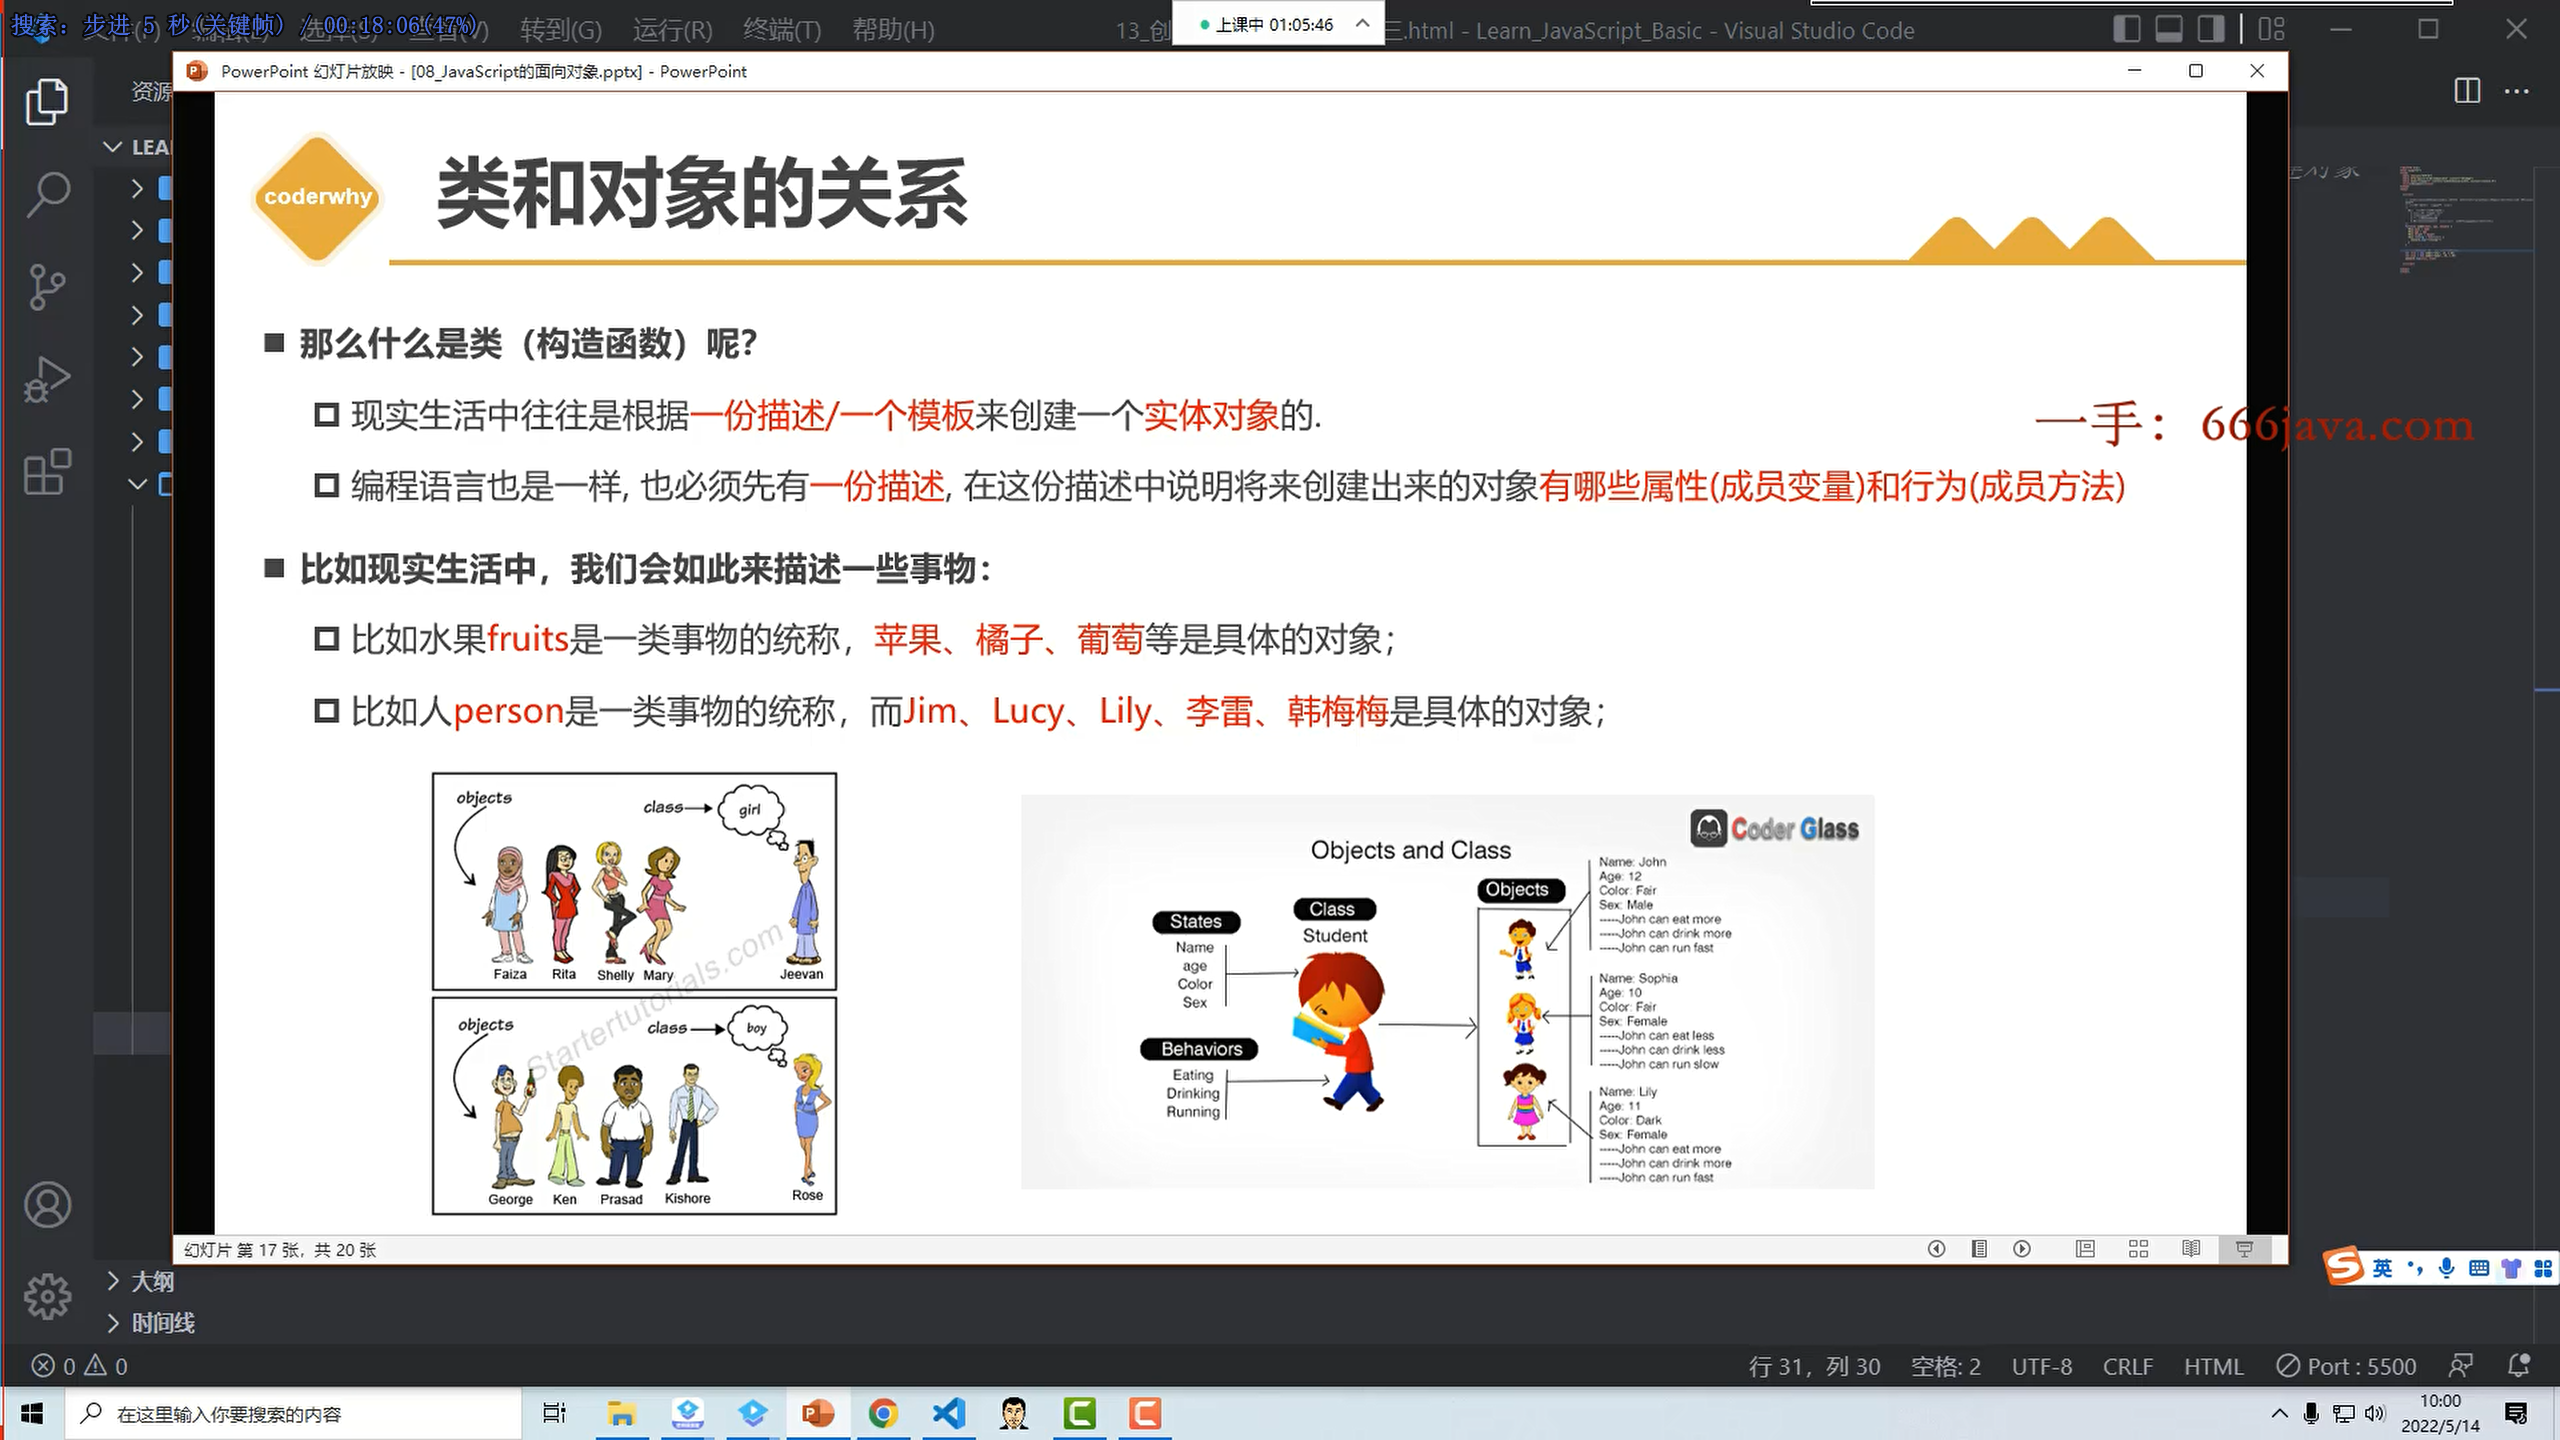 搜索: 步进 5 秒(关键帧) / 00:18:06(47%)
转到(G) 运行(R) 终端(T) 帮助(H)
上课中 01:05:46
三.html - Learn_JavaScript_Basic - Visual Studio Code
PowerPoint 幻灯片放映 - [08_JavaScript的面向对象.pptx] - PowerPoint
资源
LEA
coderwhy
类和对象的关系
那么什么是类（构造函数）呢?
现实生活中往往是根据一份描述/一个模板来创建一个实体对象的.
一手：666java.com
编程语言也是一样, 也必须先有一份描述, 在这份描述中说明将来创建出来的对象有哪些属性(成员变量)和行为(成员方法)
比如现实生活中，我们会如此来描述一些事物：
比如水果fruits是一类事物的统称，苹果、橘子、葡萄等是具体的对象；
比如人person是一类事物的统称，而Jim、Lucy、Lily、李雷、韩梅梅是具体的对象；
objects
class
girl
Faiza Rita Shelly Mary Jeevan
Startertutorials.com
objects
class
boy
George Ken Prasad Kishore Rose
Coder Glass
Objects and Class
States
Name
age
Color
Sex
Behaviors
Eating
Drinking
Running
Class
Student
Objects
Name: John
Age: 12
Color: Fair
Sex: Male
-----John can eat more
-----John can drink more
-----John can run fast
Name: Sophia
Age: 10
Color: Fair
Sex: Female
-----John can eat less
-----John can drink less
-----John can run slow
Name: Lily
Age: 11
Color: Dark
Sex: Female
-----John can eat more
-----John can drink more
-----John can run fast
幻灯片 第 17 张，共 20 张
英
大纲
时间线
0 0
行 31，列 30 空格: 2 UTF-8 CRLF HTML Port : 5500
在这里输入你要搜索的内容
10:00
2022/5/14